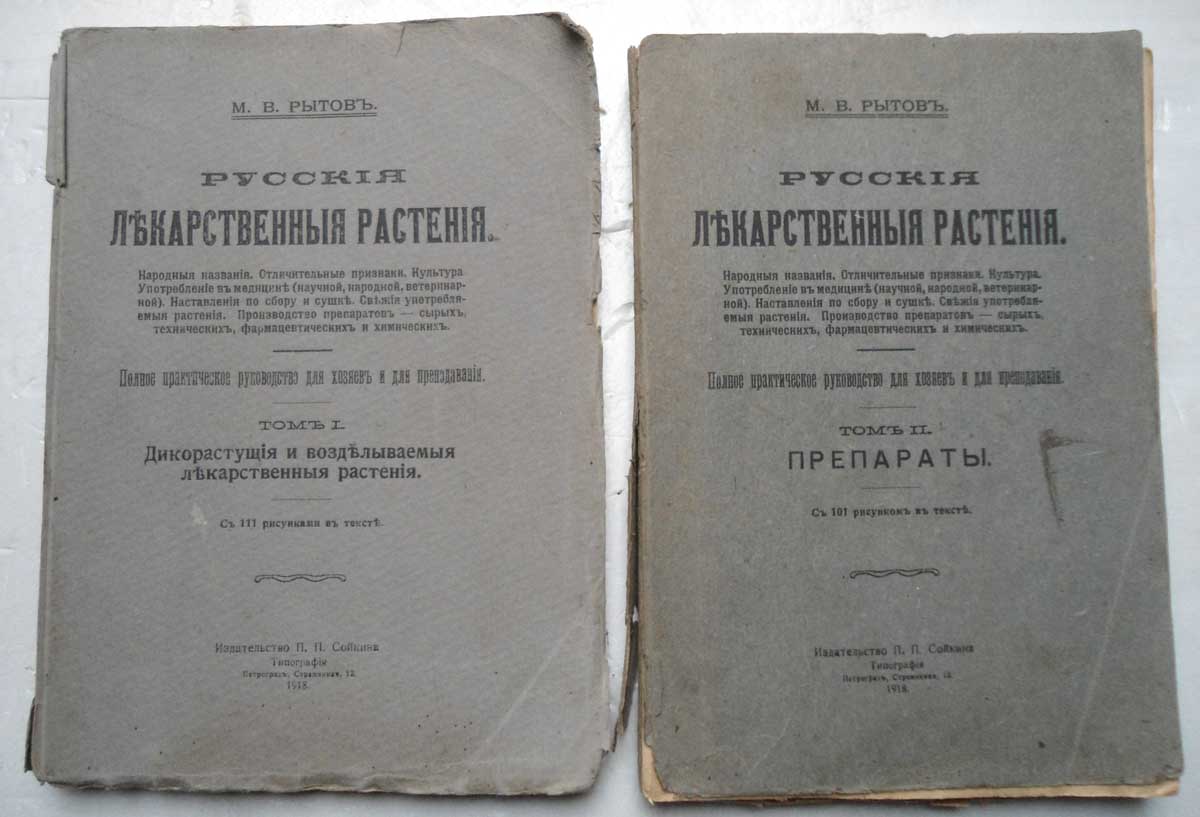 М. В. РЫТОВЪ.
РУССКІЯ
ЛѢКАРСТВЕННЫЯ РАСТЕНІЯ.
Народныя названія. Отличительные признаки. Культура
Употребленіе въ медицинѣ (научной, народной, ветеринар-
ной). Наставленія по сбору и сушкѣ. Свѣжія употребля-
емыя растенія. Производство препаратовъ — сырыхъ,
техническихъ, фармацевтическихъ и химическихъ.
Полное практическое руководство для хозяевъ и для преподаванія.
ТОМЪ I.
Дикорастущія и воздѣлываемыя
лѣкарственныя растенія.
Съ 111 рисунками въ текстѣ.
Издательство П. П. Сойкина
Типографія
Петроградъ, Стремянная, 12.
1918.
М. В. РЫТОВЪ.
РУССКІЯ
ЛѢКАРСТВЕННЫЯ РАСТЕНІЯ.
Народныя названія. Отличительные признаки. Культура.
Употребленіе въ медицинѣ (научной, народной, ветеринар-
ной). Наставленія по сбору и сушкѣ. Свѣжія употребля-
емыя растенія. Производство препаратовъ — сырыхъ,
техническихъ, фармацевтическихъ и химическихъ.
Полное практическое руководство для хозяевъ и для преподаванія.
ТОМЪ II.
ПРЕПАРАТЫ.
Съ 101 рисункомъ въ текстѣ.
Издательство П. П. Сойкина
Типографія
Петроградъ, Стремянная, 12.
1918.